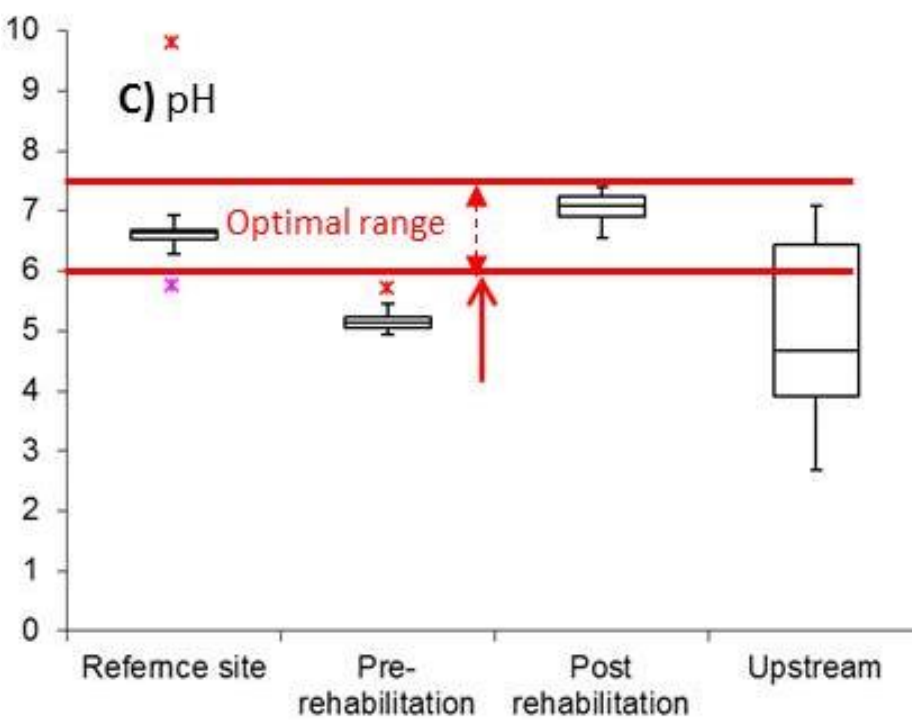 10
9
8
7
6
5
4
3
2
1
0
C) pH
Optimal range
Refernce site
Pre-
rehabilitation
Post
rehabilitation
Upstream